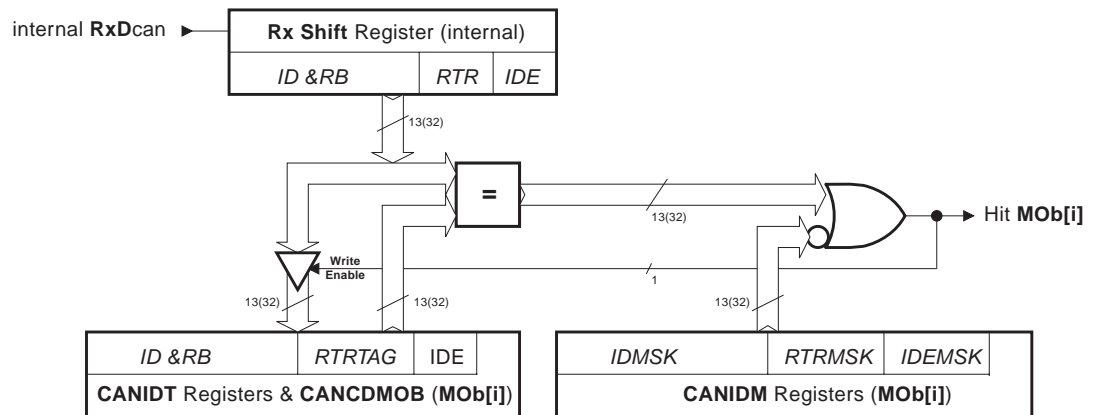 internal RxDcan
Rx Shift Register (internal)
ID &RB RTR IDE
13(32)
=
13(32)
Hit MOb[i]
Write
Enable
1
13(32)
13(32)
13(32)
ID &RB RTRTAG IDE
CANIDT Registers & CANCDMOB (MOb[i])
IDMSK RTRMSK IDEMSK
CANIDM Registers (MOb[i])